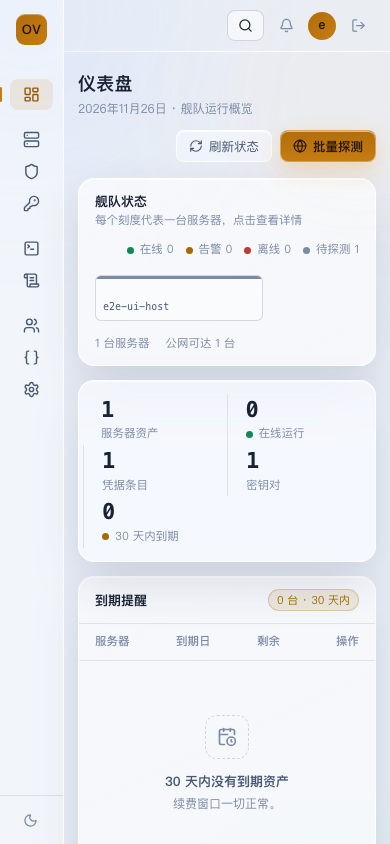 OV
e
仪表盘
2026年11月26日 · 舰队运行概览
刷新状态
批量探测
舰队状态
每个刻度代表一台服务器，点击查看详情
在线 0 告警 0 离线 0 待探测 1
e2e-ui-host
1 台服务器 公网可达 1 台
1
服务器资产
0
在线运行
1
凭据条目
1
密钥对
0
30 天内到期
到期提醒
0 台 · 30 天内
服务器 到期日 剩余 操作
30 天内没有到期资产
续费窗口一切正常。